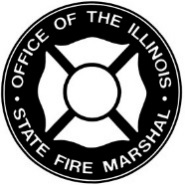 OFFICE OF THE ILLINOIS
STATE FIRE MARSHAL